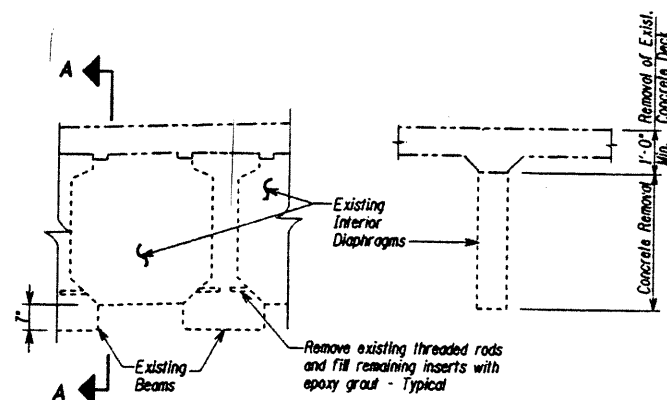 A
A
7"
Existing
Interior
Diaphragms
Existing
Beams
Remove existing threaded rods
and fill remaining inserts with
epoxy grout - Typical
Removal of Exist.
Concrete Deck
1'-0"
Min.
Concrete Removal